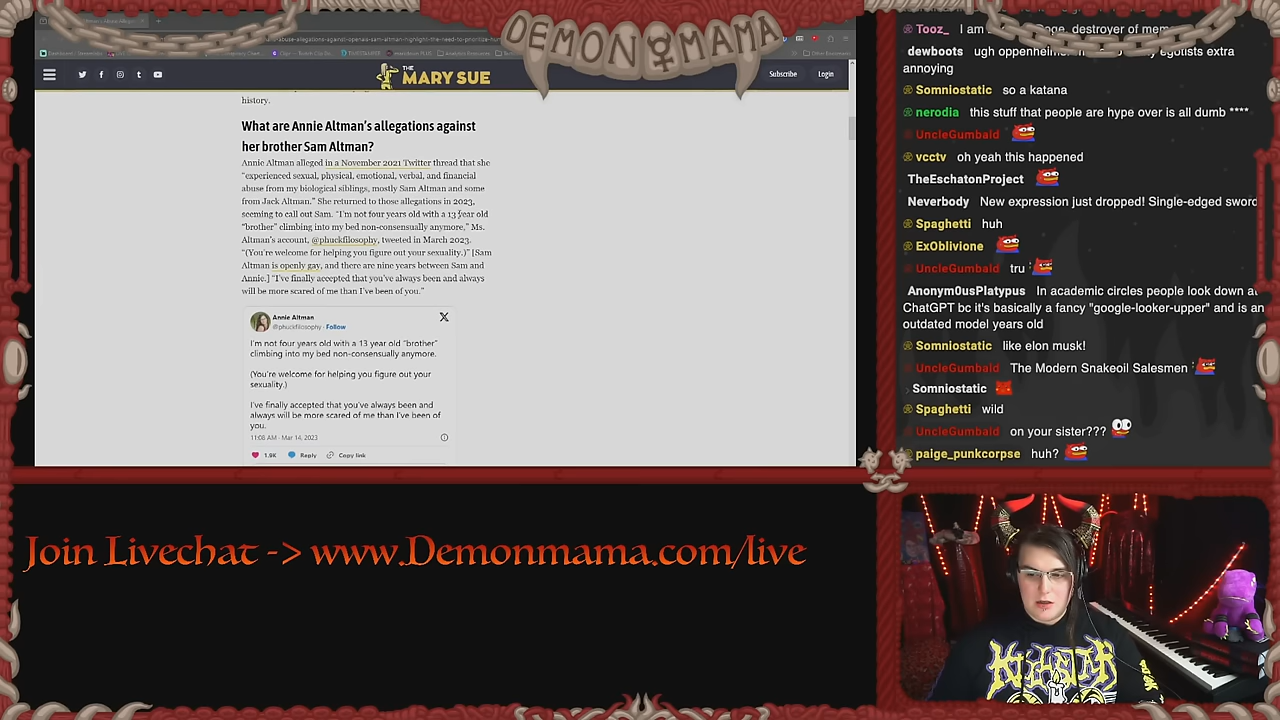 DEMON MAMA
THE
MARY SUE
Subscribe
Login
history.
What are Annie Altman's allegations against
her brother Sam Altman?
Annie Altman alleged in a November 2021 Twitter thread that she
"experienced sexual, physical, emotional, verbal, and financial
abuse from my biological siblings, mostly Sam Altman and some
from Jack Altman." She returned to those allegations in 2023,
seeming to call out Sam. "I'm not four years old with a 13 year old
"brother" climbing into my bed non-consensually anymore," Ms.
Altman's account, @phuckfilosophy, tweeted in March 2023.
"(You're welcome for helping you figure out your sexuality.)" [Sam
Altman is openly gay, and there are nine years between Sam and
Annie.] "I've finally accepted that you've always been and always
will be more scared of me than I've been of you."
Annie Altman
@phuckfilosophy · Follow
I'm not four years old with a 13 year old "brother"
climbing into my bed non-consensually anymore.
(You're welcome for helping you figure out your
sexuality.)
I've finally accepted that you've always been and
always will be more scared of me than I've been of
you.
11:08 AM · Mar 14, 2023
1.9K Reply Copy link
Tooz_ I am destroyer of
dewboots ugh oppenheim egotists extra
annoying
Somniostatic so a katana
nerodia this stuff that people are hype over is all dumb ****
UncleGumbald
vcctv oh yeah this happened
TheEschatonProject
Neverbody New expression just dropped! Single-edged sword
Spaghetti huh
ExOblivione
UncleGumbald tru
Anonym0usPlatypus In academic circles people look down at
ChatGPT bc it's basically a fancy "google-looker-upper" and is an
outdated model years old
Somniostatic like elon musk!
UncleGumbald The Modern Snakeoil Salesmen
Somniostatic
Spaghetti wild
UncleGumbald on your sister???
paige_punkcorpse huh?
Join Livechat -> www.Demonmama.com/live